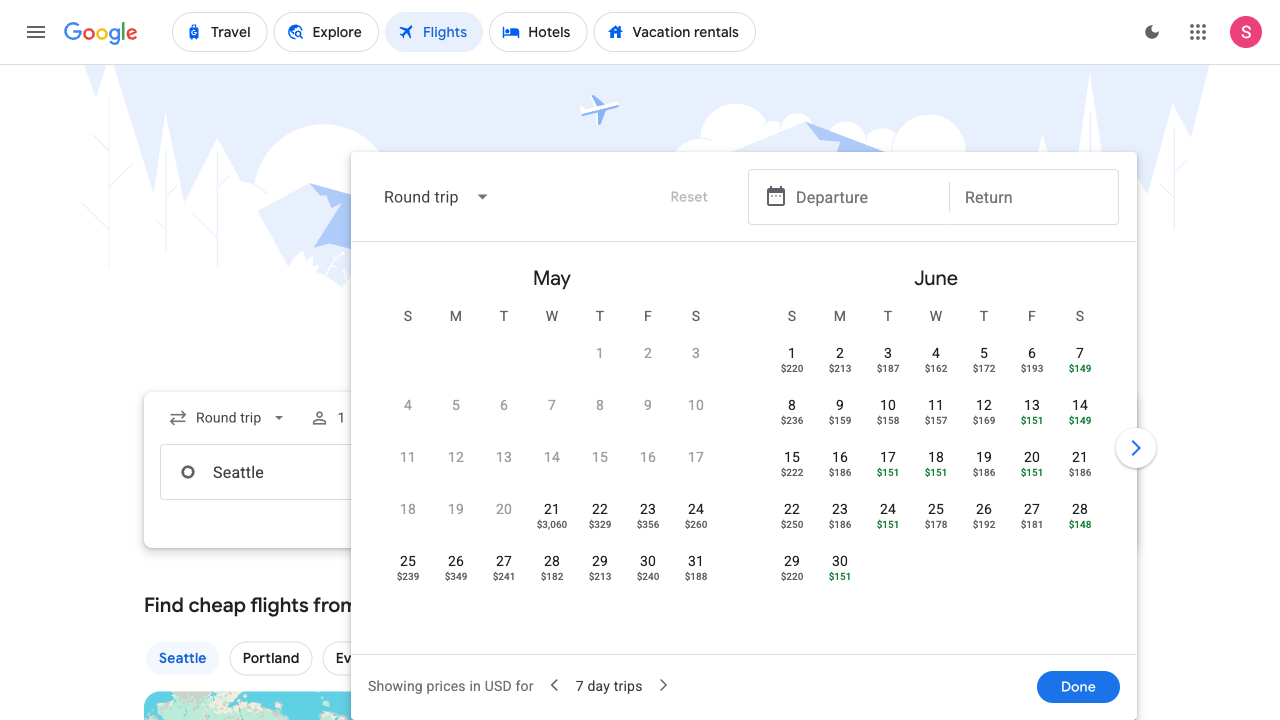 Google Travel Explore Flights Hotels Vacation rentals S
Round trip Reset Departure Return
May June
S M T W T F S S M T W T F S
1 2 3 1 2 3 4 5 6 7
$220 $213 $187 $162 $172 $193 $149
4 5 6 7 8 9 10 8 9 10 11 12 13 14
$236 $159 $158 $157 $169 $151 $149
11 12 13 14 15 16 17 15 16 17 18 19 20 21
$222 $186 $151 $151 $186 $151 $186
18 19 20 21 22 23 24 22 23 24 25 26 27 28
$3,060 $329 $356 $260 $250 $186 $151 $178 $192 $181 $148
25 26 27 28 29 30 31 29 30
$239 $349 $241 $182 $213 $240 $188 $220 $151
Round trip 1
Seattle
Find cheap flights from
Seattle Portland Ev
Showing prices in USD for 7 day trips Done